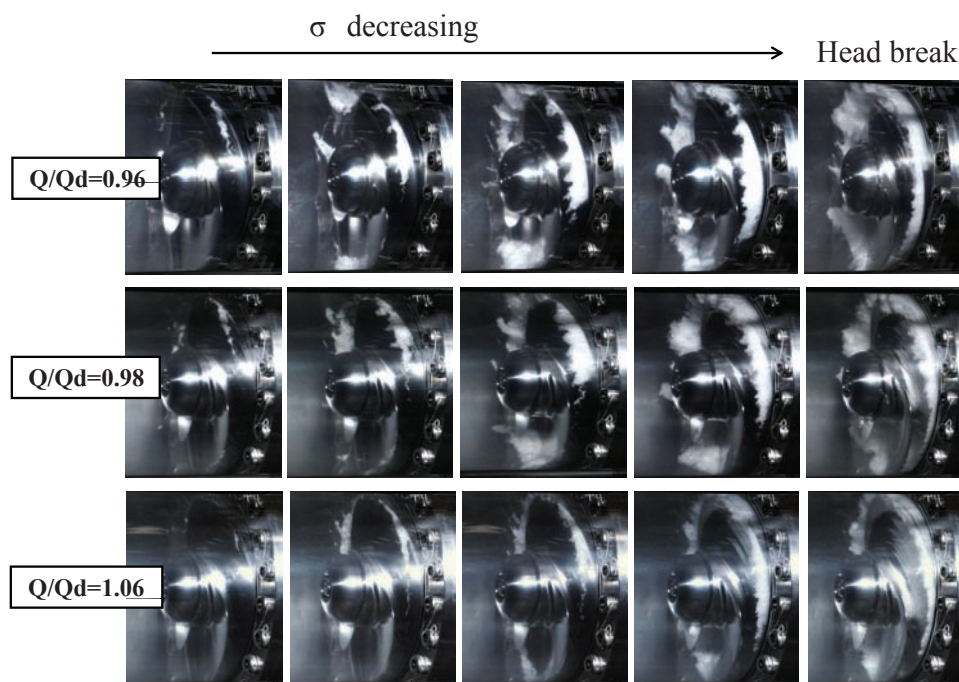 σ decreasing
Head break
Q/Qd=0.96
Q/Qd=0.98
Q/Qd=1.06